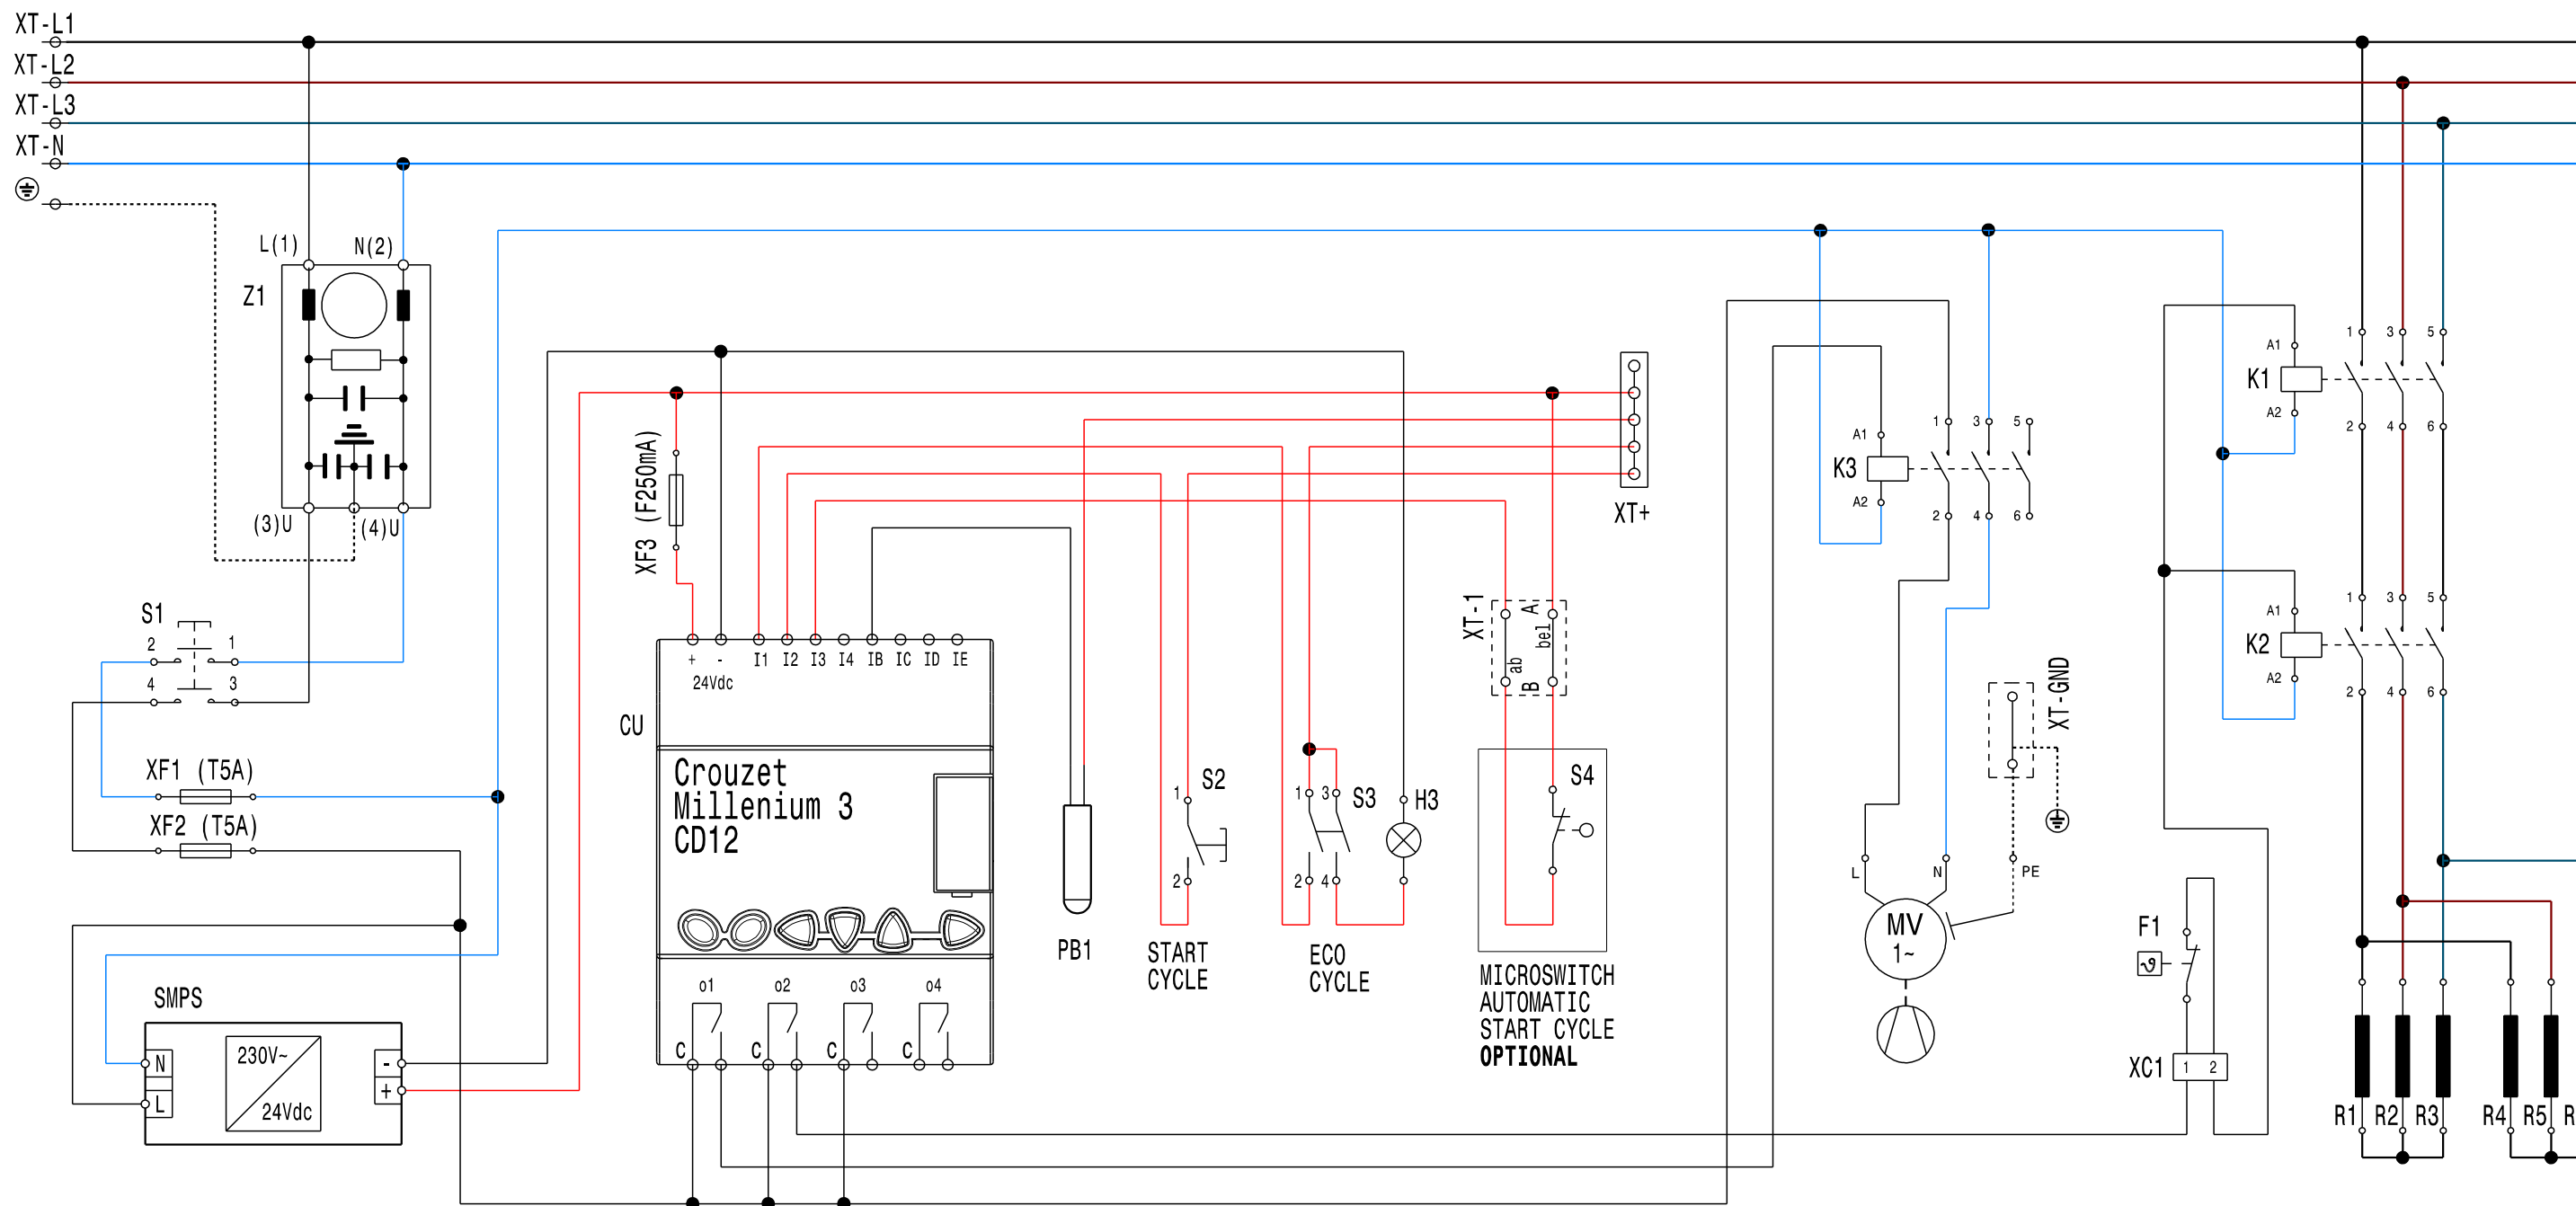 XT-L1
XT-L2
XT-L3
XT-N
L(1) N(2)
Z1
(3)U (4)U
S1
2 1
4 3
XF1 (T5A)
XF2 (T5A)
SMPS
N
L
230V~
24Vdc
-
+
XF3 (F250mA)
+ - I1 I2 I3 I4 IB IC ID IE
24Vdc
CU
Crouzet
Millenium 3
CD12
o1 o2 o3 o4
C C C C
PB1
S2
1
2
START
CYCLE
S3
1 3
2 4
ECO
CYCLE
H3
XT-1
A
bel
ab
B
S4
MICROSWITCH
AUTOMATIC
START CYCLE
OPTIONAL
XT+
K3
A1
A2
1 3 5
2 4 6
L N PE
MV
1~
XT-GND
F1
ϑ
XC1 1 2
K1
A1
A2
1 3 5
2 4 6
K2
A1
A2
1 3 5
2 4 6
R1 R2 R3 R4 R5 R